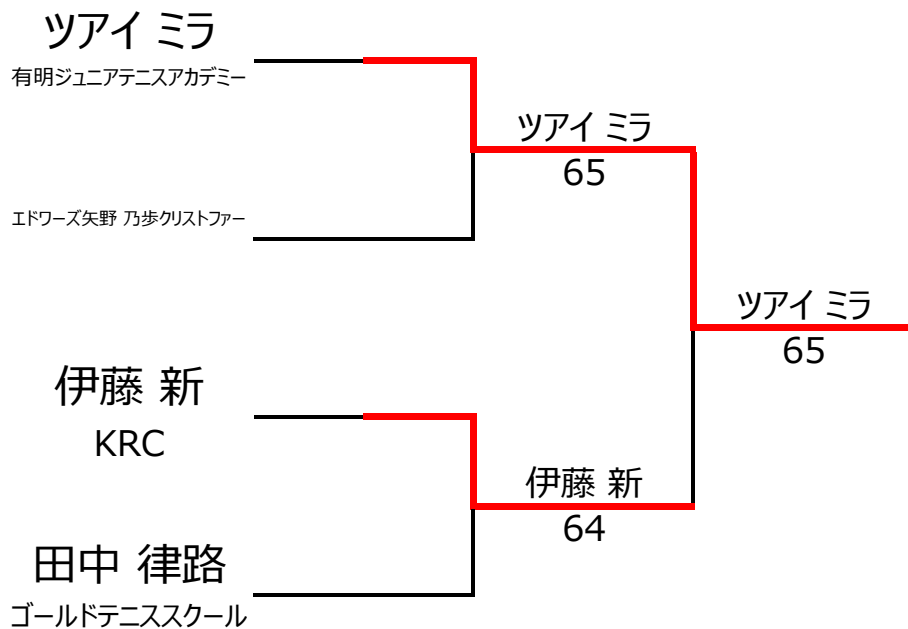 ツアイ ミラ
有明ジュニアテニスアカデミー
ツアイ ミラ
65
エドワーズ矢野 乃歩クリストファー
ツアイ ミラ
65
伊藤 新
KRC
伊藤 新
64
田中 律路
ゴールドテニススクール